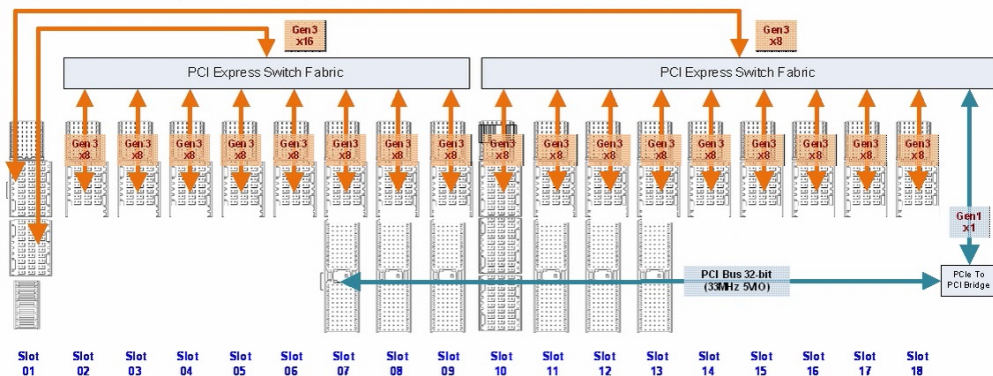 Gen3
x16
Gen3
x8
PCI Express Switch Fabric
PCI Express Switch Fabric
Gen3
x8
Gen3
x8
Gen3
x8
Gen3
x8
Gen3
x8
Gen3
x8
Gen3
x8
Gen3
x8
Gen3
x8
Gen3
x8
Gen3
x8
Gen3
x8
Gen3
x8
Gen3
x8
Gen3
x8
Gen3
x8
Gen3
x8
Gen1
x1
PCI Bus 32-bit
(33MHz 5VIO)
PCIe To
PCI Bridge
Slot 01
Slot 02
Slot 03
Slot 04
Slot 05
Slot 06
Slot 07
Slot 08
Slot 09
Slot 10
Slot 11
Slot 12
Slot 13
Slot 14
Slot 15
Slot 16
Slot 17
Slot 18